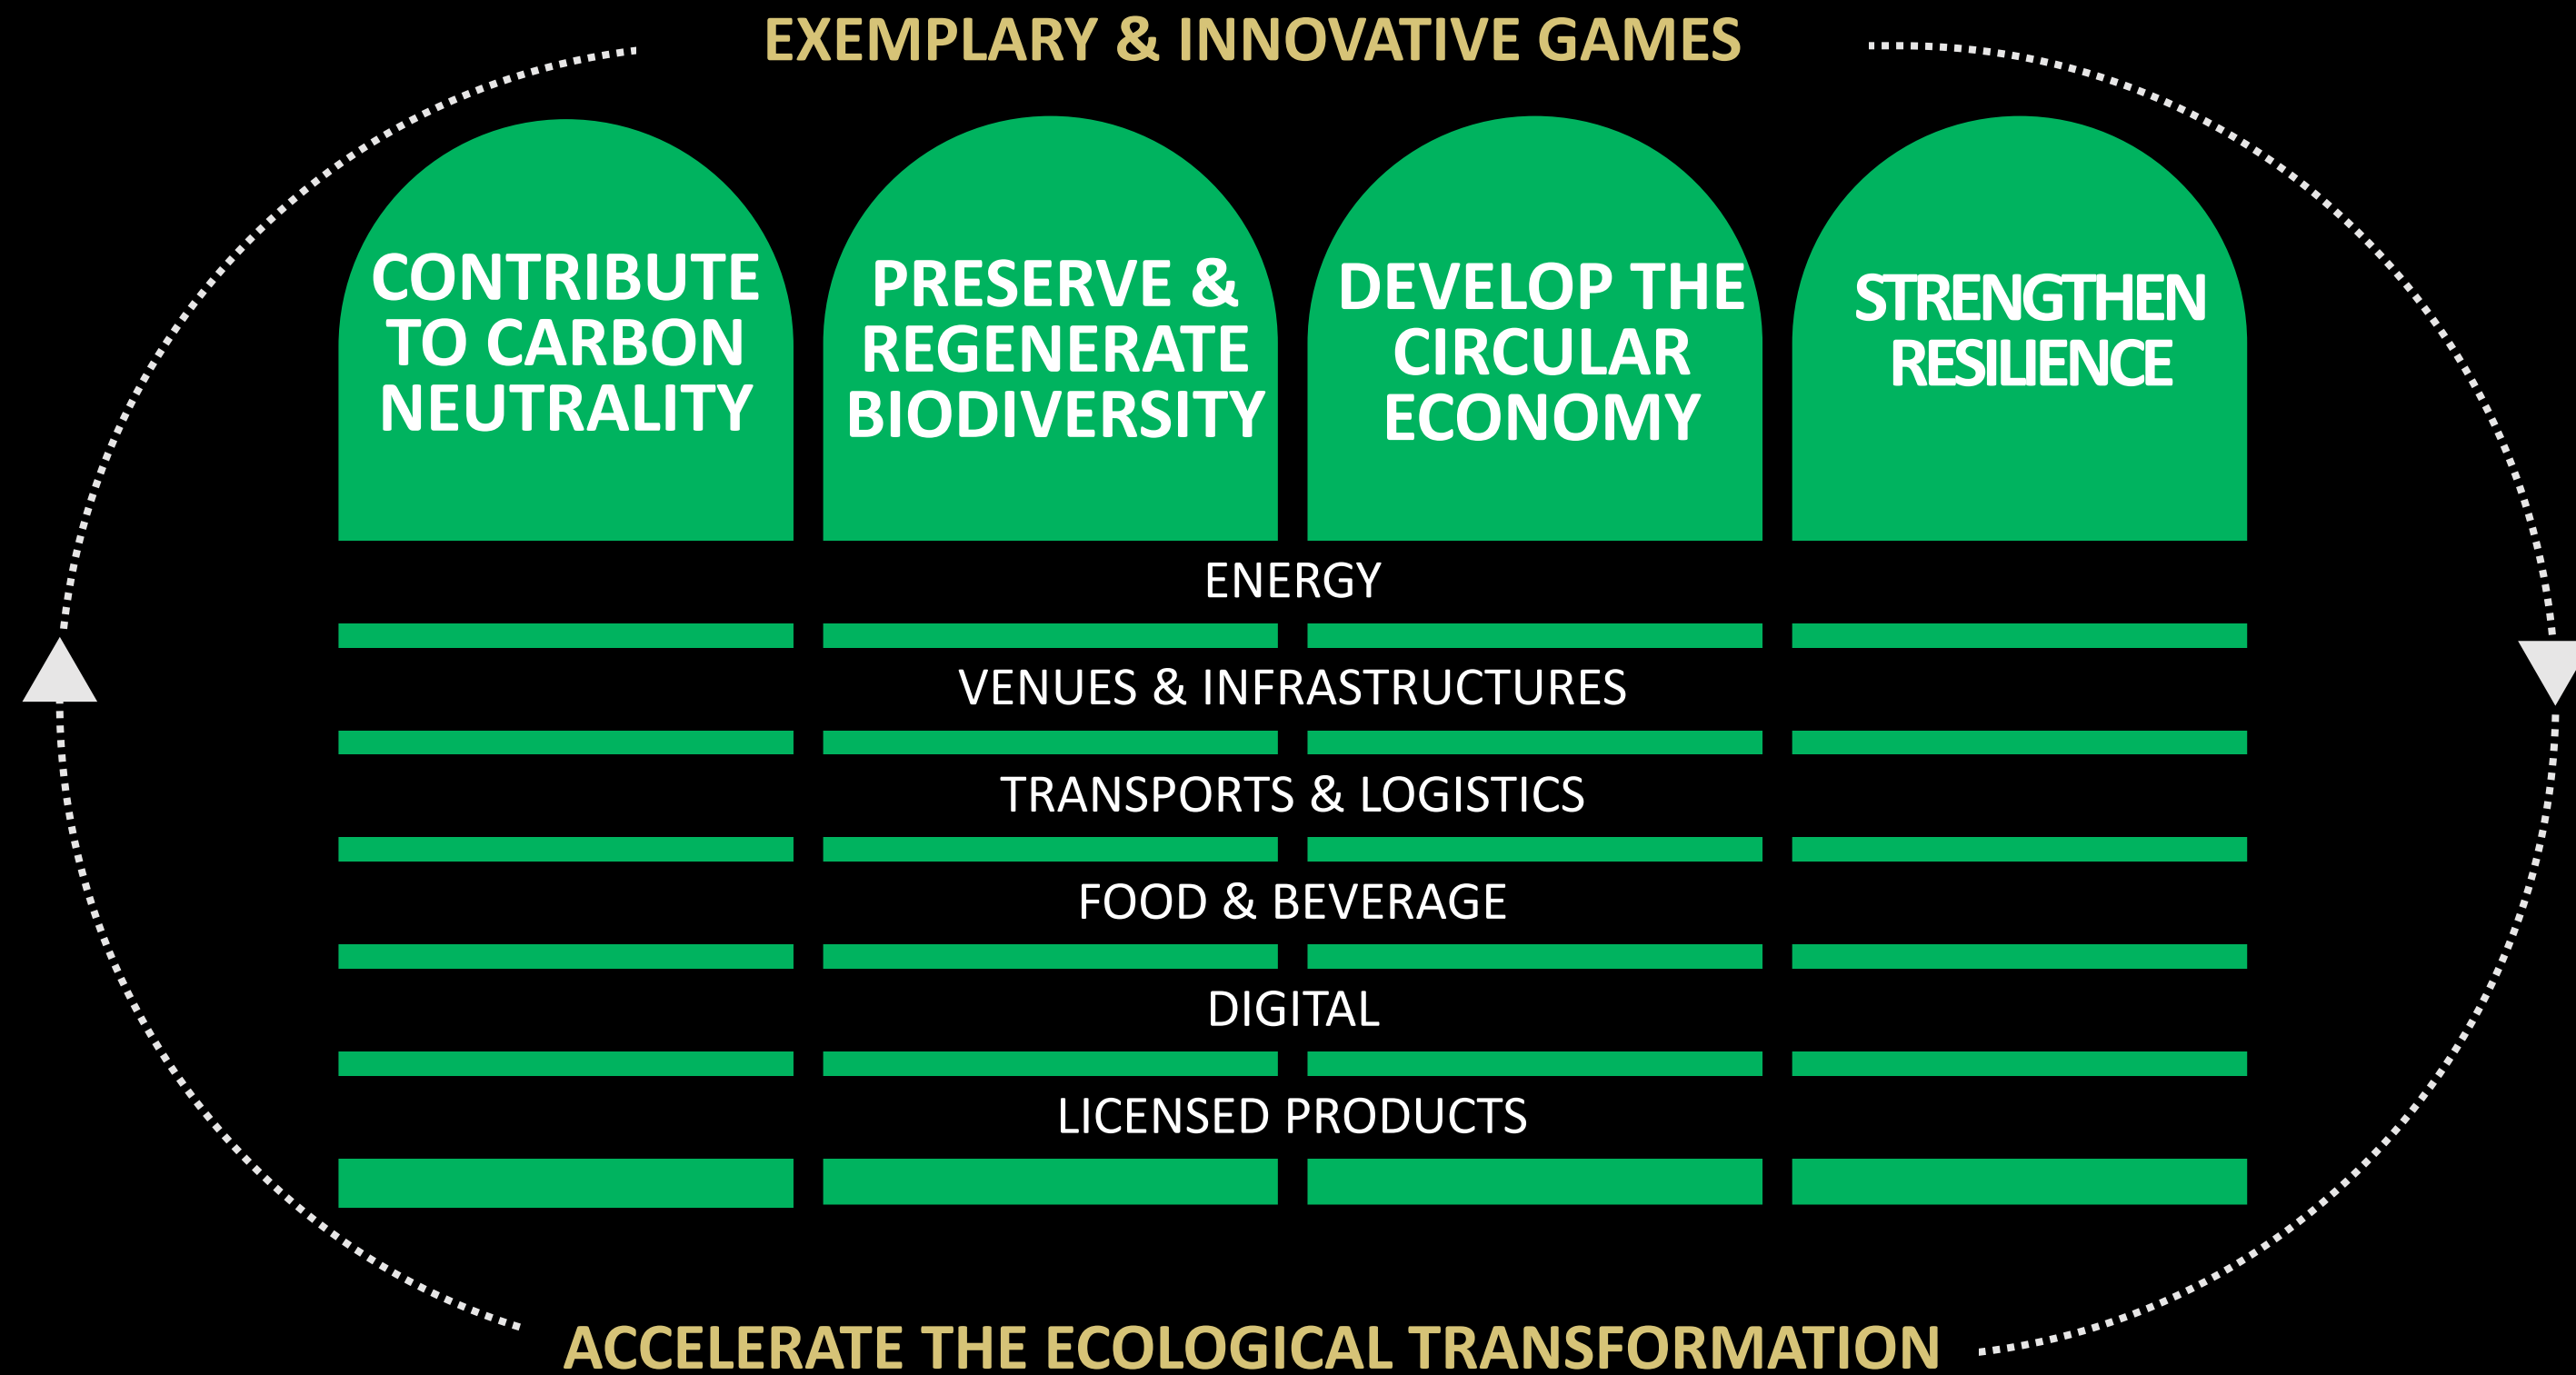 EXEMPLARY & INNOVATIVE GAMES
CONTRIBUTE
TO CARBON
NEUTRALITY
PRESERVE &
REGENERATE
BIODIVERSITY
DEVELOP THE
CIRCULAR
ECONOMY
STRENGTHEN
RESILIENCE
ENERGY
VENUES & INFRASTRUCTURES
TRANSPORTS & LOGISTICS
FOOD & BEVERAGE
DIGITAL
LICENSED PRODUCTS
ACCELERATE THE ECOLOGICAL TRANSFORMATION